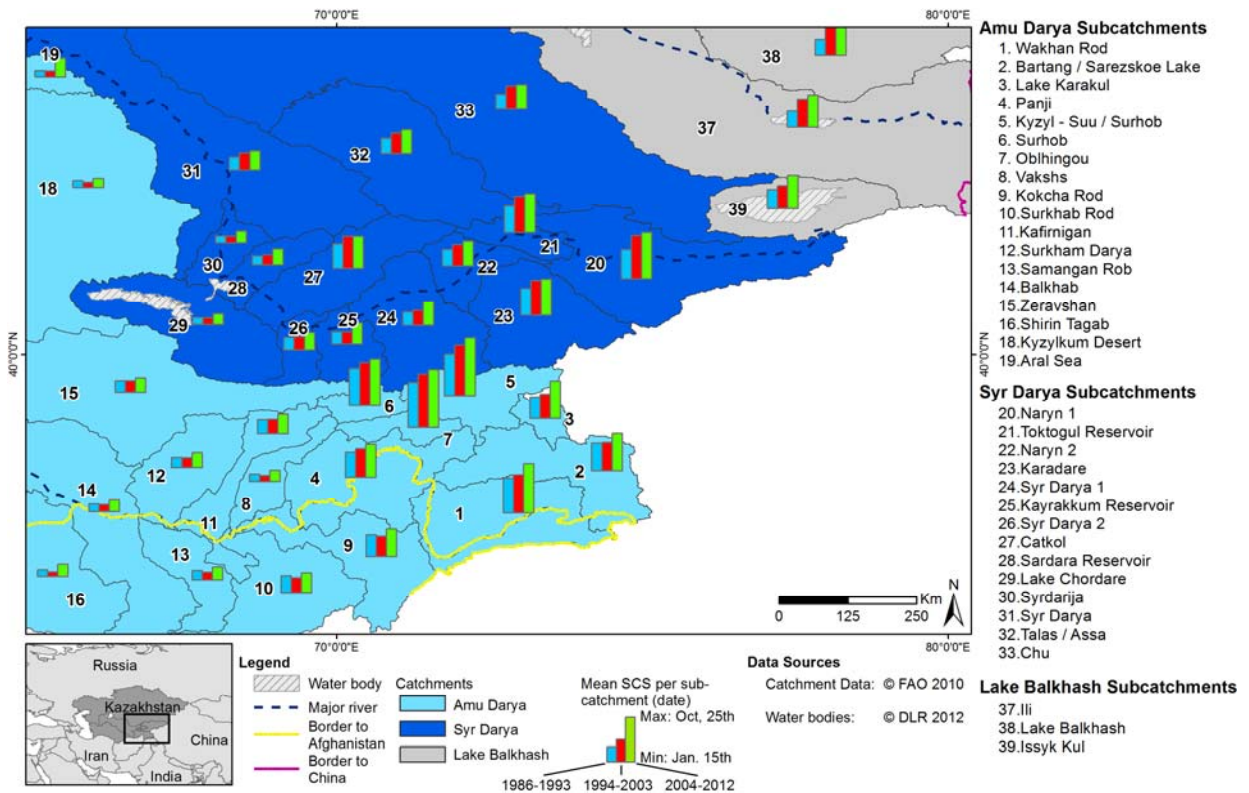 70°0'0"E
80°0'0"E
40°0'0"N
40°0'0"N
19
38
33
37
32
31
18
39
30
21
20
27
22
28
29
26
25
24
23
15
5
6
3
7
12
4
2
14
8
1
11
9
13
10
16
N
Km
0
125
250
70°0'0"E
80°0'0"E
Amu Darya Subcatchments
1. Wakhan Rod
2. Bartang / Sarezskoe Lake
3. Lake Karakul
4. Panji
5. Kyzyl - Suu / Surhob
6. Surhob
7. Oblhingou
8. Vakshs
9. Kokcha Rod
10.Surkhab Rod
11.Kafirnigan
12.Surkham Darya
13.Samangan Rob
14.Balkhab
15.Zeravshan
16.Shirin Tagab
18.Kyzylkum Desert
19.Aral Sea
Syr Darya Subcatchments
20.Naryn 1
21.Toktogul Reservoir
22.Naryn 2
23.Karadare
24.Syr Darya 1
25.Kayrakkum Reservoir
26.Syr Darya 2
27.Catkol
28.Sardara Reservoir
29.Lake Chordare
30.Syrdarija
31.Syr Darya
32.Talas / Assa
33.Chu
Lake Balkhash Subcatchments
37.Ili
38.Lake Balkhash
39.Issyk Kul
Russia
Kazakhstan
China
Iran
India
Legend
Water body
Major river
Border to
Afghanistan
Border to
China
Catchments
Amu Darya
Syr Darya
Lake Balkhash
Mean SCS per sub-
catchment (date)
Max: Oct, 25th
Min: Jan. 15th
1986-1993
1994-2003
2004-2012
Data Sources
Catchment Data: © FAO 2010
Water bodies: © DLR 2012